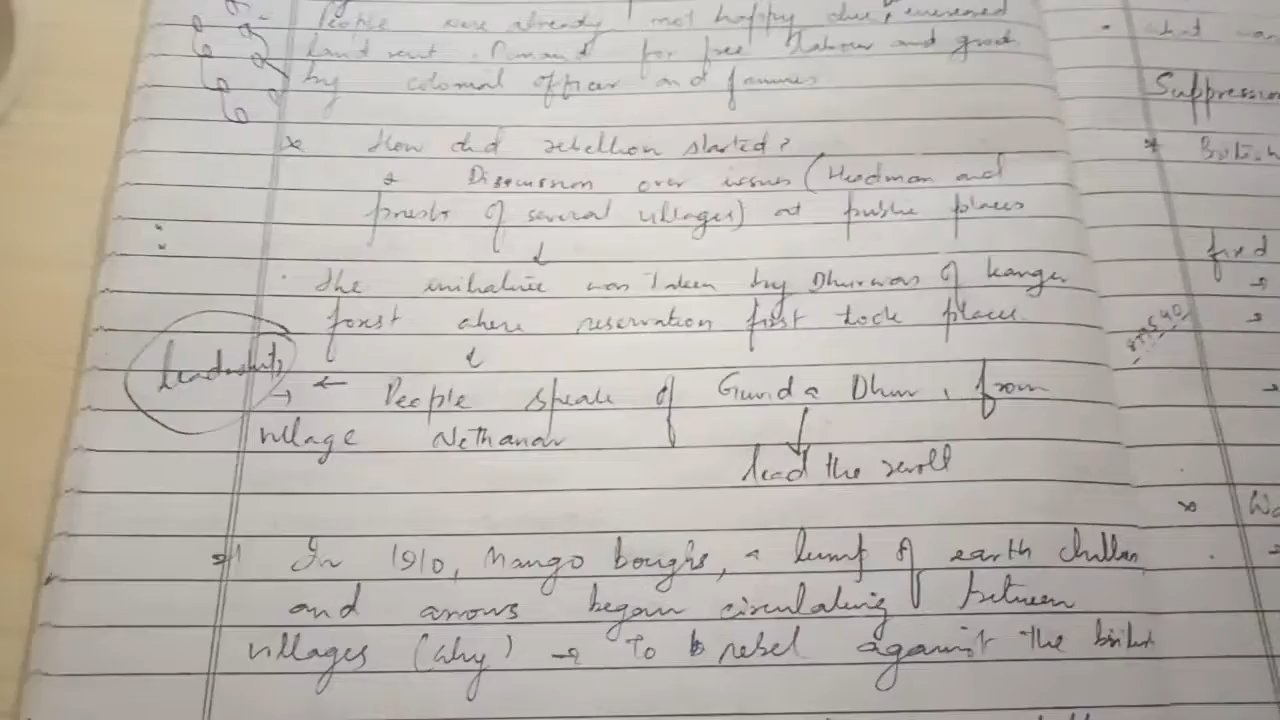 People were already not happy due, increased
land rent. Demand for free labour and goods
by colonial officer and famines
* How did rebellion started?
Discussion over issues (Headman and
priests of several villages) at public places
↓
. The initiative was taken by Dhurwas of kanger
forest where reservation first took place
↓
leadership
→ ← People speak of Gunda Dhur, from
village Nethanar
↓
lead the revolt
In 1910, Mango boughs, a lump of earth chillies
and arrows began circulating between
villages (why) → To rebel against the british
Suppression
* British
fixed
→
→
→